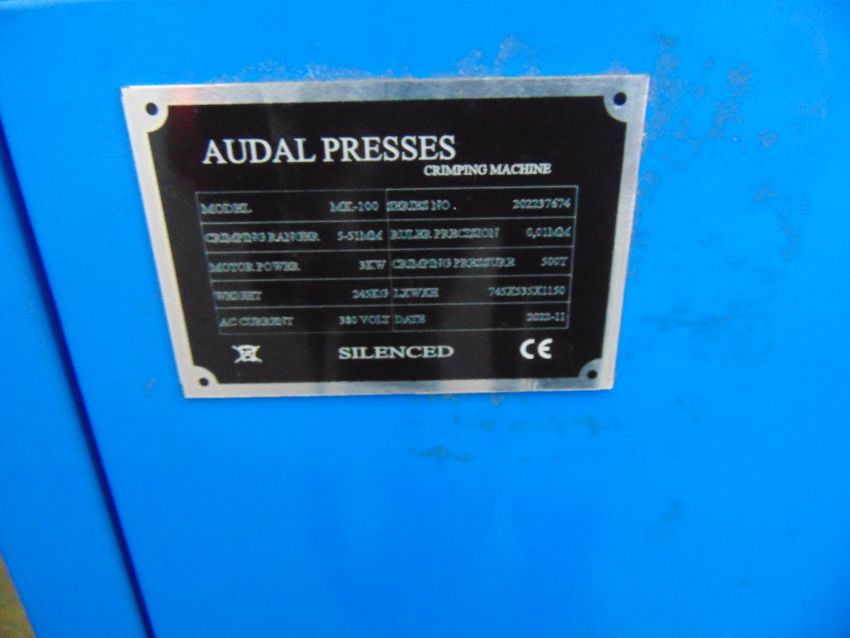 AUDAL PRESSES
CRIMPING MACHINE
MODEL MK-100 SERIES NO. 202237674
CRIMPING RANGER 5-51MM RULER PRECISION 0,01MM
MOTOR POWER 3KW CRIMPING PRESSURE 500T
WEIGHT 245KG LXWXH 745X535X1150
AC CURRENT 380 VOLT DATE 2022-11
SILENCED CE